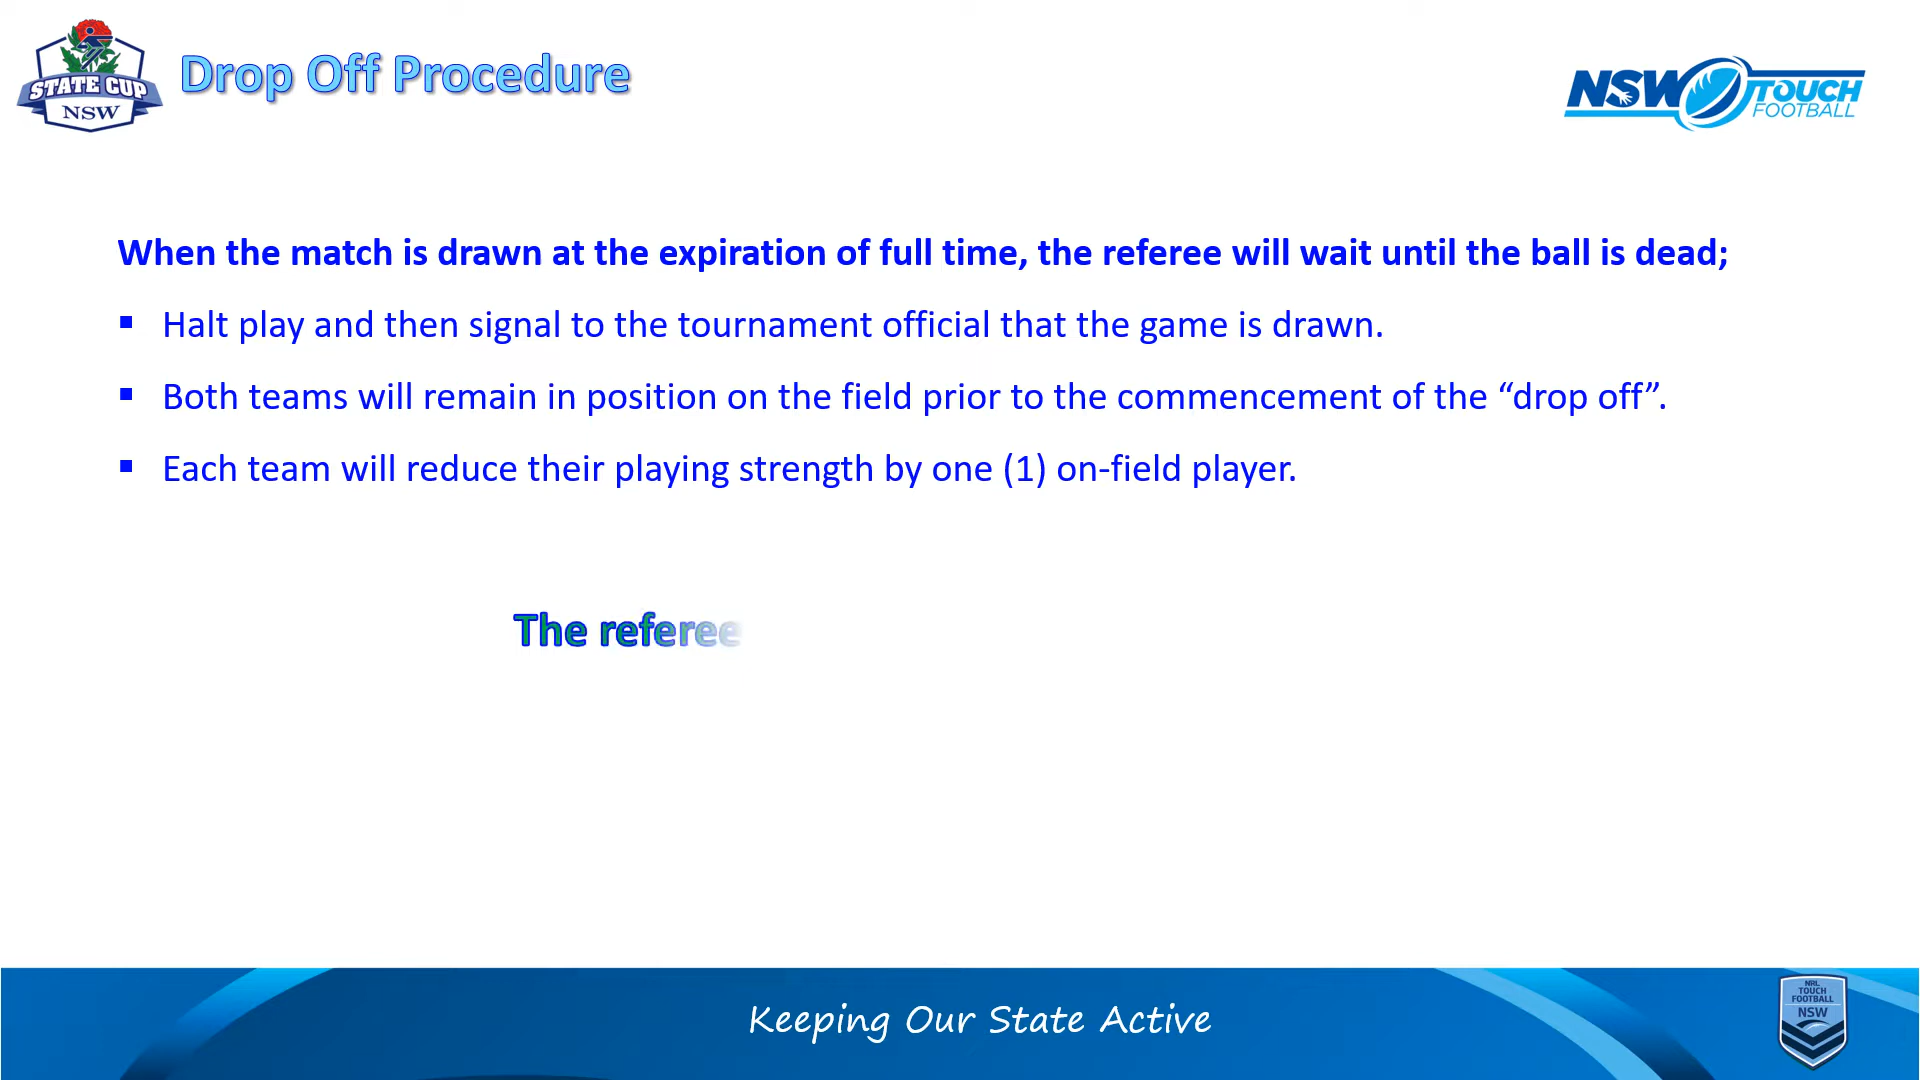 STATE CUP
NSW
Drop Off Procedure
NSW TOUCH
FOOTBALL
When the match is drawn at the expiration of full time, the referee will wait until the ball is dead;
▪ Halt play and then signal to the tournament official that the game is drawn.
▪ Both teams will remain in position on the field prior to the commencement of the “drop off”.
▪ Each team will reduce their playing strength by one (1) on-field player.
The referee
Keeping Our State Active
NRL
TOUCH
FOOTBALL
NSW